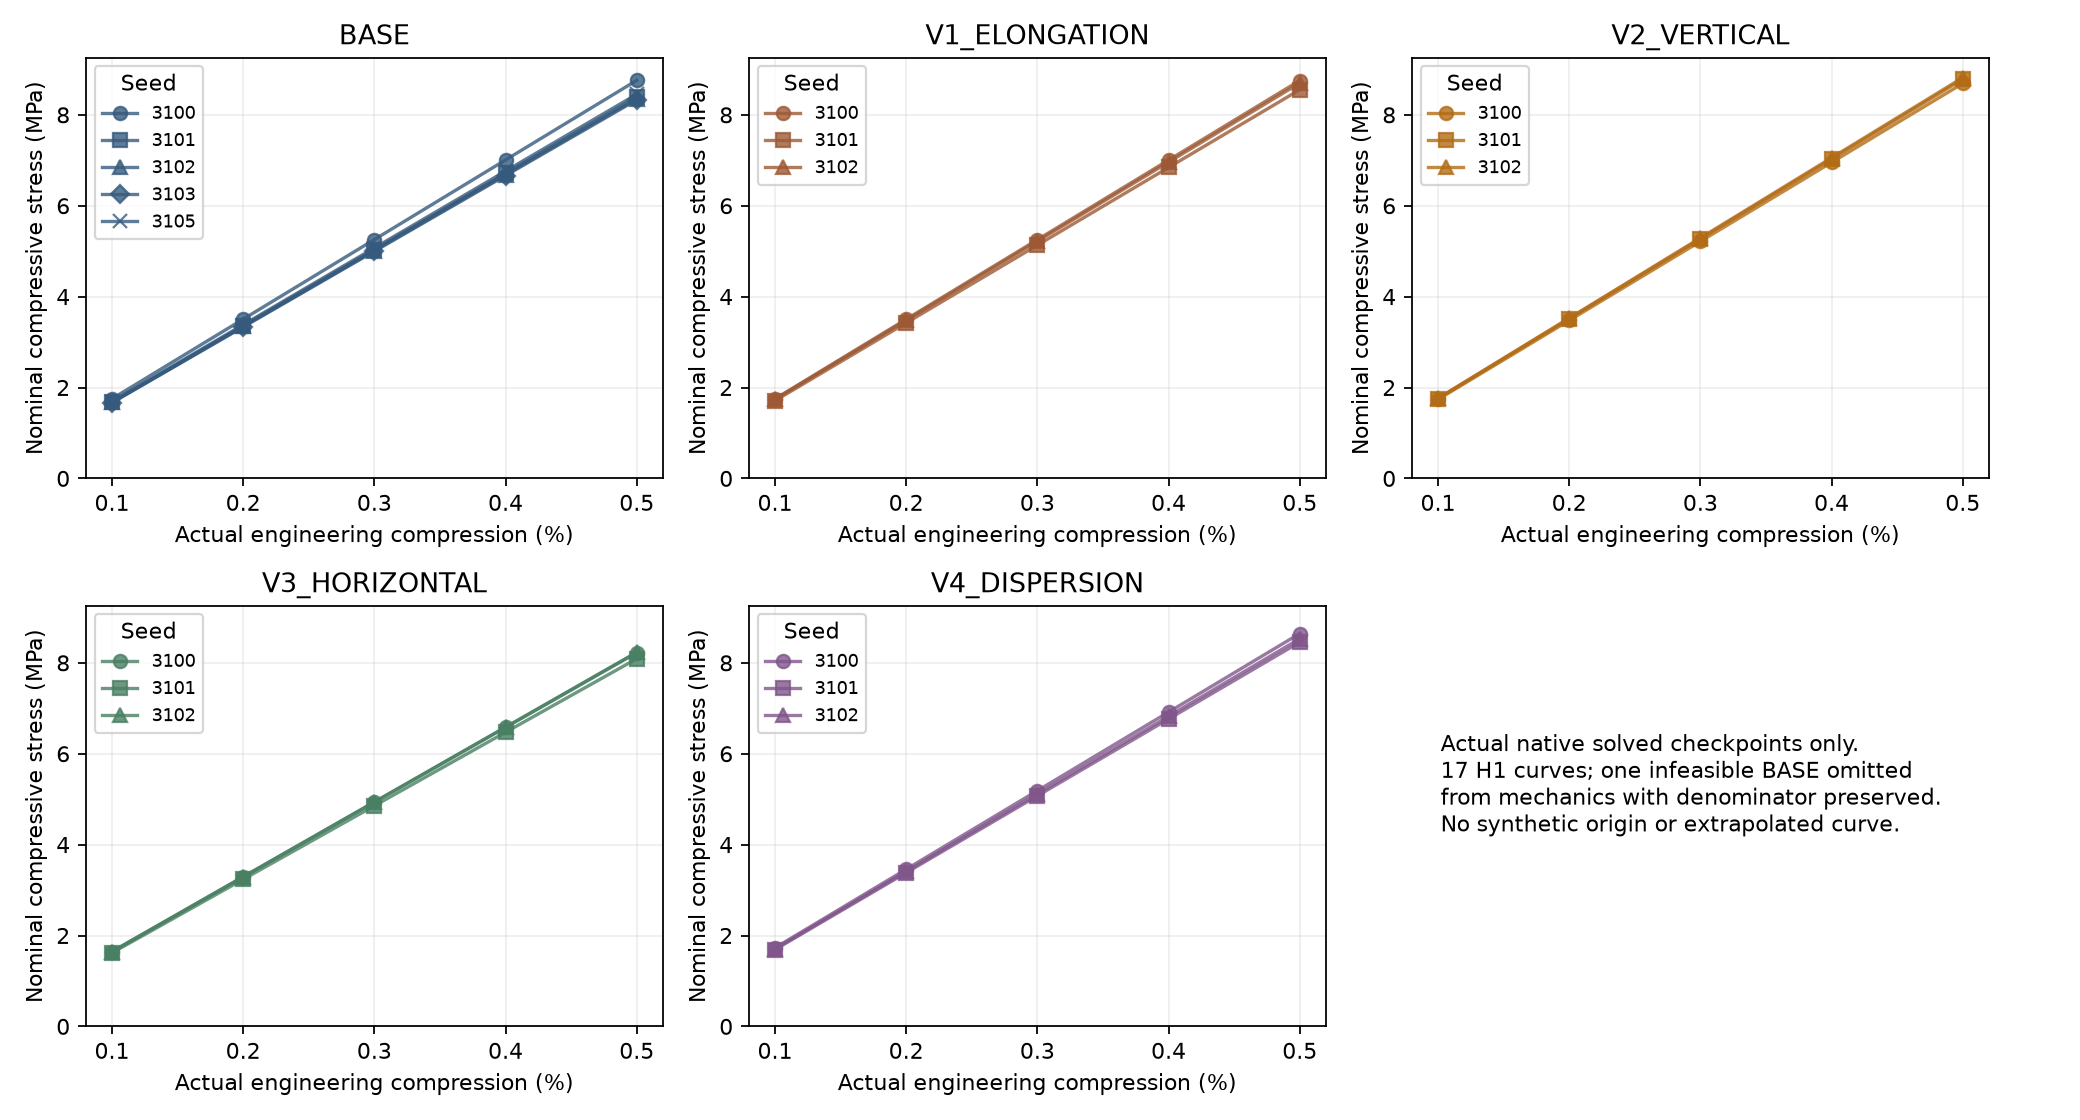 BASE
Nominal compressive stress (MPa)
8
6
4
2
0
Seed
3100
3101
3102
3103
3105
0.1 0.2 0.3 0.4 0.5
Actual engineering compression (%)
V1_ELONGATION
Nominal compressive stress (MPa)
8
6
4
2
0
Seed
3100
3101
3102
0.1 0.2 0.3 0.4 0.5
Actual engineering compression (%)
V2_VERTICAL
Nominal compressive stress (MPa)
8
6
4
2
0
Seed
3100
3101
3102
0.1 0.2 0.3 0.4 0.5
Actual engineering compression (%)
V3_HORIZONTAL
Nominal compressive stress (MPa)
8
6
4
2
0
Seed
3100
3101
3102
0.1 0.2 0.3 0.4 0.5
Actual engineering compression (%)
V4_DISPERSION
Nominal compressive stress (MPa)
8
6
4
2
0
Seed
3100
3101
3102
0.1 0.2 0.3 0.4 0.5
Actual engineering compression (%)
Actual native solved checkpoints only.
17 H1 curves; one infeasible BASE omitted
from mechanics with denominator preserved.
No synthetic origin or extrapolated curve.